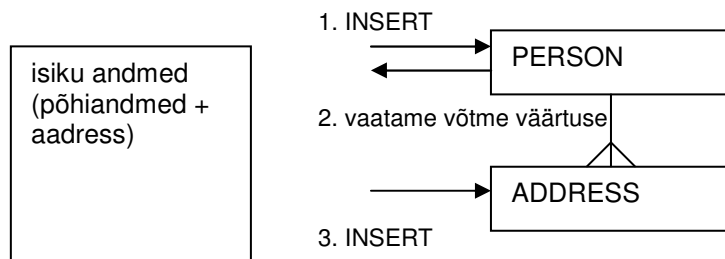 isiku andmed
(põhiandmed +
aadress)
1. INSERT
PERSON
2. vaatame võtme väärtuse
ADDRESS
3. INSERT